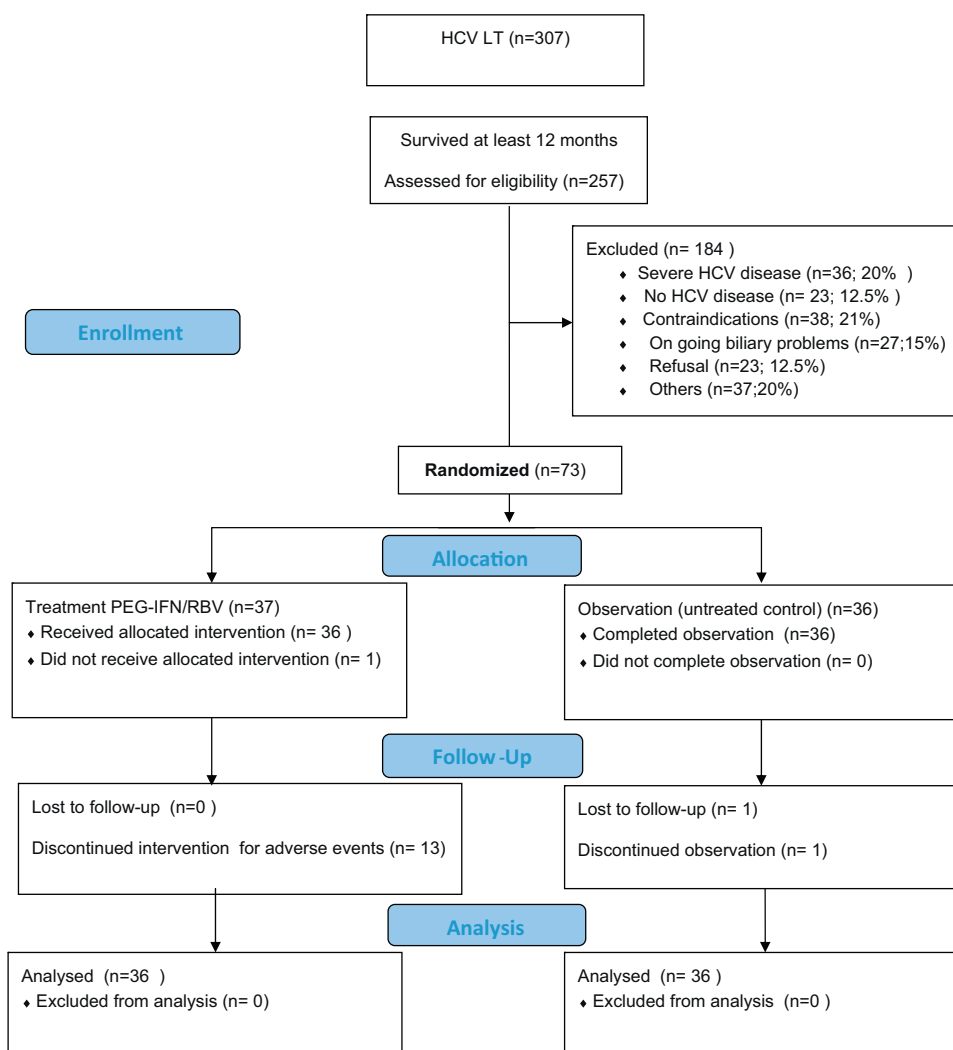 HCV LT (n=307)
Survived at least 12 months
Assessed for eligibility (n=257)
Excluded (n= 184 )
♦ Severe HCV disease (n=36; 20% )
♦ No HCV disease (n= 23; 12.5% )
♦ Contraindications (n=38; 21%)
♦ On going biliary problems (n=27;15%)
♦ Refusal (n=23; 12.5%)
♦ Others (n=37;20%)
Enrollment
Randomized (n=73)
Allocation
Treatment PEG-IFN/RBV (n=37)
♦ Received allocated intervention (n= 36 )
♦ Did not receive allocated intervention (n= 1)
Observation (untreated control) (n=36)
♦ Completed observation (n=36)
♦ Did not complete observation (n= 0)
Follow-Up
Lost to follow-up (n=0 )
Discontinued intervention for adverse events (n= 13)
Lost to follow-up (n= 1)
Discontinued observation (n= 1)
Analysis
Analysed (n=36 )
♦ Excluded from analysis (n= 0)
Analysed (n= 36 )
♦ Excluded from analysis (n=0 )